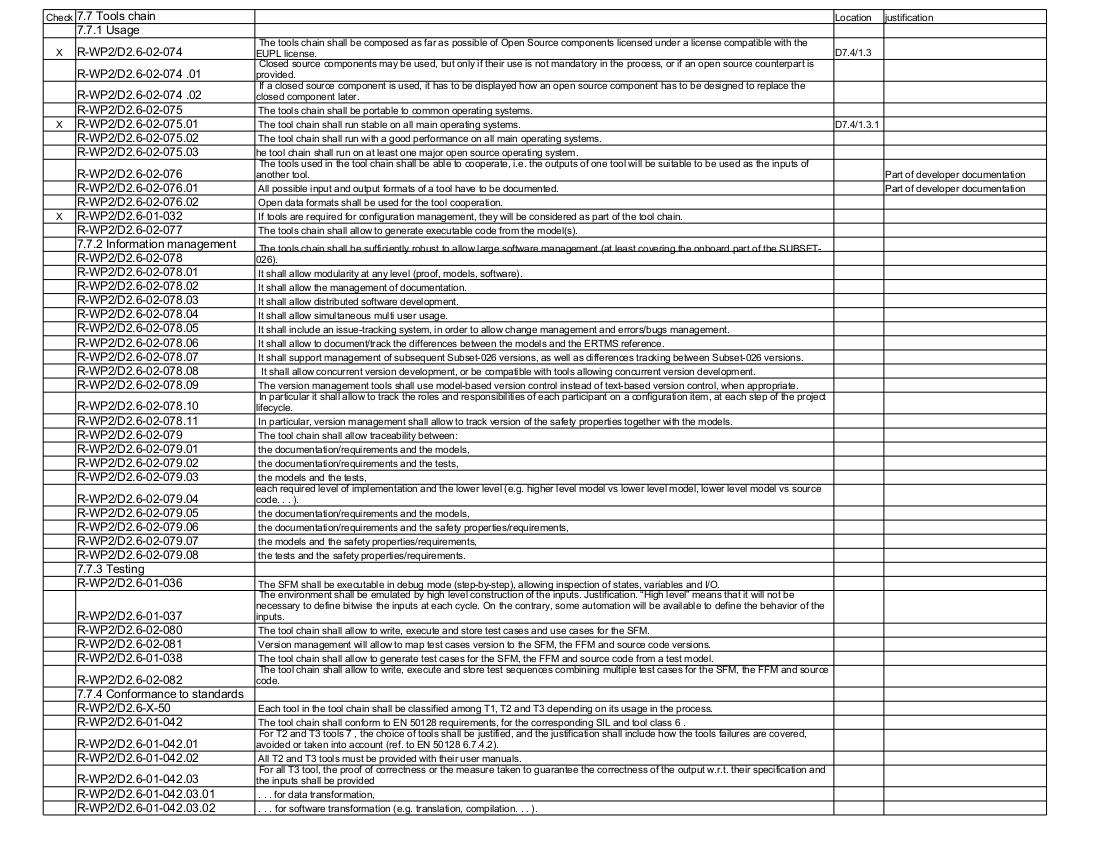 Check 7.7 Tools chain Location justification
7.7.1 Usage
X R-WP2/D2.6-02-074 The tools chain shall be composed as far as possible of Open Source components licensed under a license compatible with the
EUPL license. D7.4/1.3
R-WP2/D2.6-02-074 .01 Closed source components may be used, but only if their use is not mandatory in the process, or if an open source counterpart is
provided.
R-WP2/D2.6-02-074 .02 If a closed source component is used, it has to be displayed how an open source component has to be designed to replace the
closed component later.
R-WP2/D2.6-02-075 The tools chain shall be portable to common operating systems.
X R-WP2/D2.6-02-075.01 The tool chain shall run stable on all main operating systems. D7.4/1.3.1
R-WP2/D2.6-02-075.02 The tool chain shall run with a good performance on all main operating systems.
R-WP2/D2.6-02-075.03 he tool chain shall run on at least one major open source operating system.
R-WP2/D2.6-02-076 The tools used in the tool chain shall be able to cooperate, i.e. the outputs of one tool will be suitable to be used as the inputs of
another tool. Part of developer documentation
R-WP2/D2.6-02-076.01 All possible input and output formats of a tool have to be documented. Part of developer documentation
R-WP2/D2.6-02-076.02 Open data formats shall be used for the tool cooperation.
X R-WP2/D2.6-01-032 If tools are required for configuration management, they will be considered as part of the tool chain.
R-WP2/D2.6-02-077 The tools chain shall allow to generate executable code from the model(s).
7.7.2 Information management
R-WP2/D2.6-02-078 The tools chain shall be sufficiently robust to allow large software management (at least covering the onboard part of the SUBSET-
026).
R-WP2/D2.6-02-078.01 It shall allow modularity at any level (proof, models, software).
R-WP2/D2.6-02-078.02 It shall allow the management of documentation.
R-WP2/D2.6-02-078.03 It shall allow distributed software development.
R-WP2/D2.6-02-078.04 It shall allow simultaneous multi user usage.
R-WP2/D2.6-02-078.05 It shall include an issue-tracking system, in order to allow change management and errors/bugs management.
R-WP2/D2.6-02-078.06 It shall allow to document/track the differences between the models and the ERTMS reference.
R-WP2/D2.6-02-078.07 It shall support management of subsequent Subset-026 versions, as well as differences tracking between Subset-026 versions.
R-WP2/D2.6-02-078.08 It shall allow concurrent version development, or be compatible with tools allowing concurrent version development.
R-WP2/D2.6-02-078.09 The version management tools shall use model-based version control instead of text-based version control, when appropriate.
R-WP2/D2.6-02-078.10 In particular it shall allow to track the roles and responsibilities of each participant on a configuration item, at each step of the project
lifecycle.
R-WP2/D2.6-02-078.11 In particular, version management shall allow to track version of the safety properties together with the models.
R-WP2/D2.6-02-079 The tool chain shall allow traceability between:
R-WP2/D2.6-02-079.01 the documentation/requirements and the models,
R-WP2/D2.6-02-079.02 the documentation/requirements and the tests,
R-WP2/D2.6-02-079.03 the models and the tests,
R-WP2/D2.6-02-079.04 each required level of implementation and the lower level (e.g. higher level model vs lower level model, lower level model vs source
code. . . ).
R-WP2/D2.6-02-079.05 the documentation/requirements and the models,
R-WP2/D2.6-02-079.06 the documentation/requirements and the safety properties/requirements,
R-WP2/D2.6-02-079.07 the models and the safety properties/requirements,
R-WP2/D2.6-02-079.08 the tests and the safety properties/requirements.
7.7.3 Testing
R-WP2/D2.6-01-036 The SFM shall be executable in debug mode (step-by-step), allowing inspection of states, variables and I/O.
R-WP2/D2.6-01-037 The environment shall be emulated by high level construction of the inputs. Justification. “High level” means that it will not be
necessary to define bitwise the inputs at each cycle. On the contrary, some automation will be available to define the behavior of the
inputs.
R-WP2/D2.6-02-080 The tool chain shall allow to write, execute and store test cases and use cases for the SFM.
R-WP2/D2.6-02-081 Version management will allow to map test cases version to the SFM, the FFM and source code versions.
R-WP2/D2.6-01-038 The tool chain shall allow to generate test cases for the SFM, the FFM and source code from a test model.
R-WP2/D2.6-02-082 The tool chain shall allow to write, execute and store test sequences combining multiple test cases for the SFM, the FFM and source
code.
7.7.4 Conformance to standards
R-WP2/D2.6-X-50 Each tool in the tool chain shall be classified among T1, T2 and T3 depending on its usage in the process.
R-WP2/D2.6-01-042 The tool chain shall conform to EN 50128 requirements, for the corresponding SIL and tool class 6 .
R-WP2/D2.6-01-042.01 For T2 and T3 tools 7 , the choice of tools shall be justified, and the justification shall include how the tools failures are covered,
avoided or taken into account (ref. to EN 50128 6.7.4.2).
R-WP2/D2.6-01-042.02 All T2 and T3 tools must be provided with their user manuals.
R-WP2/D2.6-01-042.03 For all T3 tool, the proof of correctness or the measure taken to guarantee the correctness of the output w.r.t. their specification and
the inputs shall be provided
R-WP2/D2.6-01-042.03.01 . . . for data transformation,
R-WP2/D2.6-01-042.03.02 . . . for software transformation (e.g. translation, compilation. . . ).